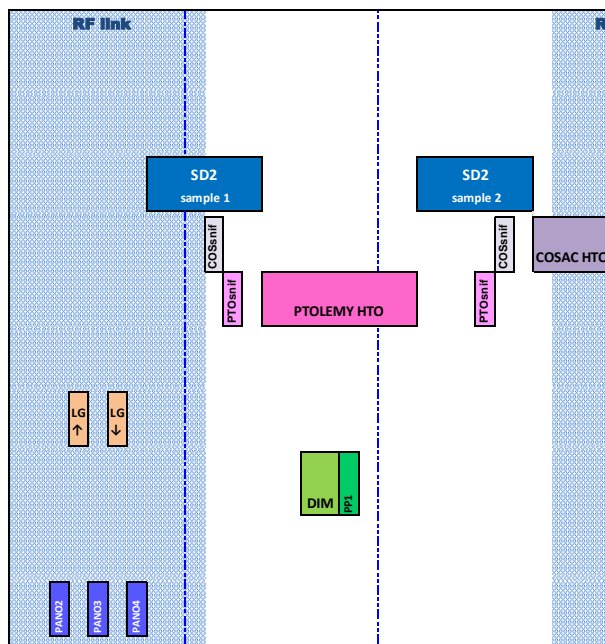 RF link
R
SD2
sample 1
SD2
sample 2
COSsnif
COSsnif
COSAC HTO
PTOsnif
PTOLEMY HTO
PTOsnif
LG
↑
LG
↓
DIM
PP1
PANO2
PANO3
PANO4